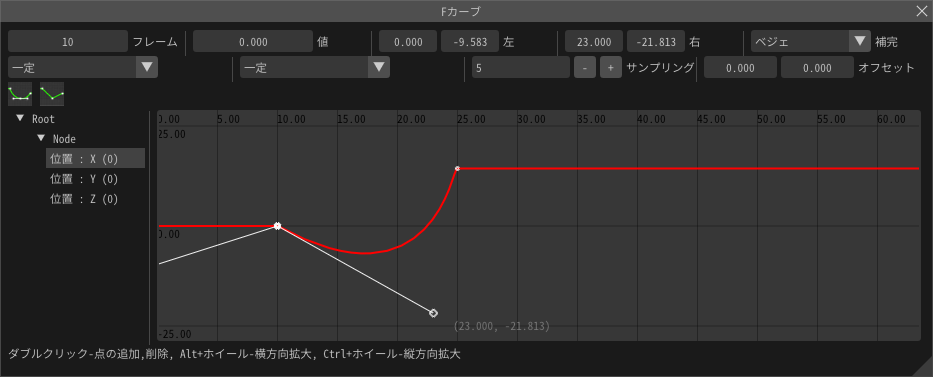 Fカーブ
10 フレーム 0.000 値 0.000 -9.583 左 23.000 -21.813 右 ベジェ 補完
一定 一定 5 - + サンプリング 0.000 0.000 オフセット
Root
Node
位置 : X (0)
位置 : Y (0)
位置 : Z (0)
0.00 5.00 10.00 15.00 20.00 25.00 30.00 35.00 40.00 45.00 50.00 55.00 60.00
25.00
0.00
(23.000, -21.813)
-25.00
ダブルクリック-点の追加,削除, Alt+ホイール-横方向拡大, Ctrl+ホイール-縦方向拡大